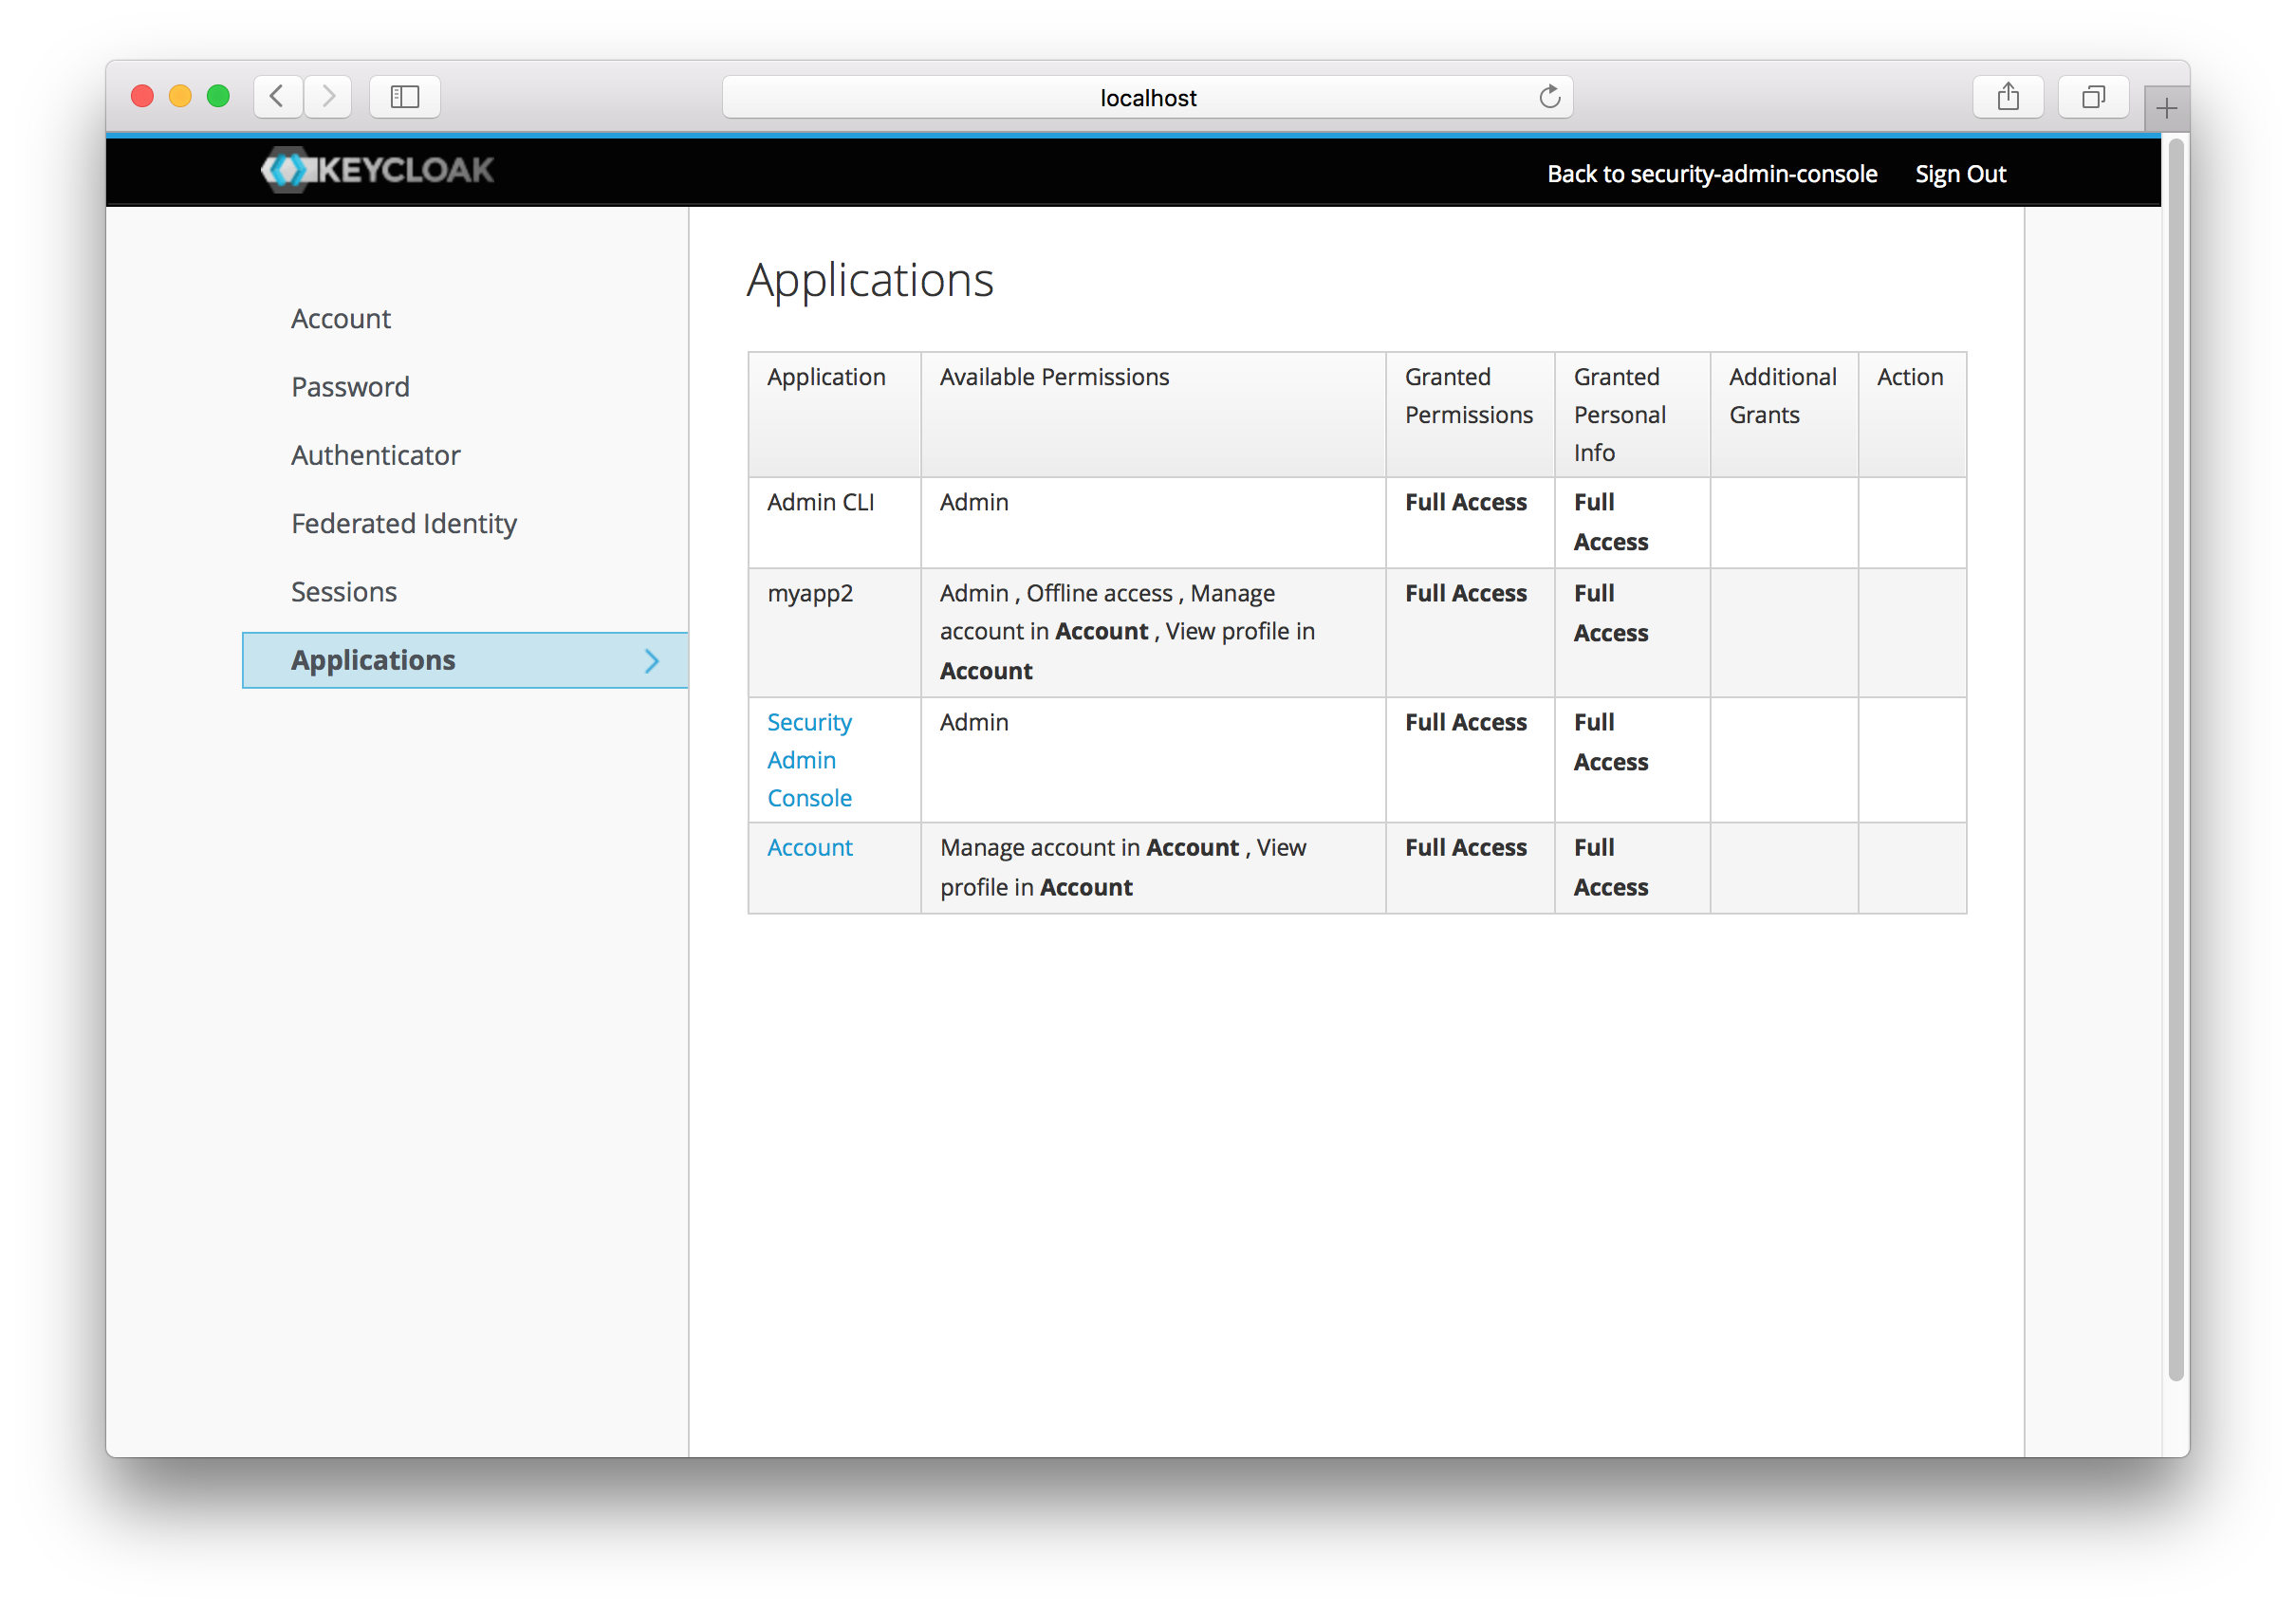 localhost
KEYCLOAK
Back to security-admin-console
Sign Out
Account
Password
Authenticator
Federated Identity
Sessions
Applications
Applications
Application
Available Permissions
Granted
Permissions
Granted
Personal
Info
Additional
Grants
Action
Admin CLI
Admin
Full Access
Full
Access
myapp2
Admin , Offline access , Manage
account in Account , View profile in
Account
Full Access
Full
Access
Security
Admin
Console
Admin
Full Access
Full
Access
Account
Manage account in Account , View
profile in Account
Full Access
Full
Access